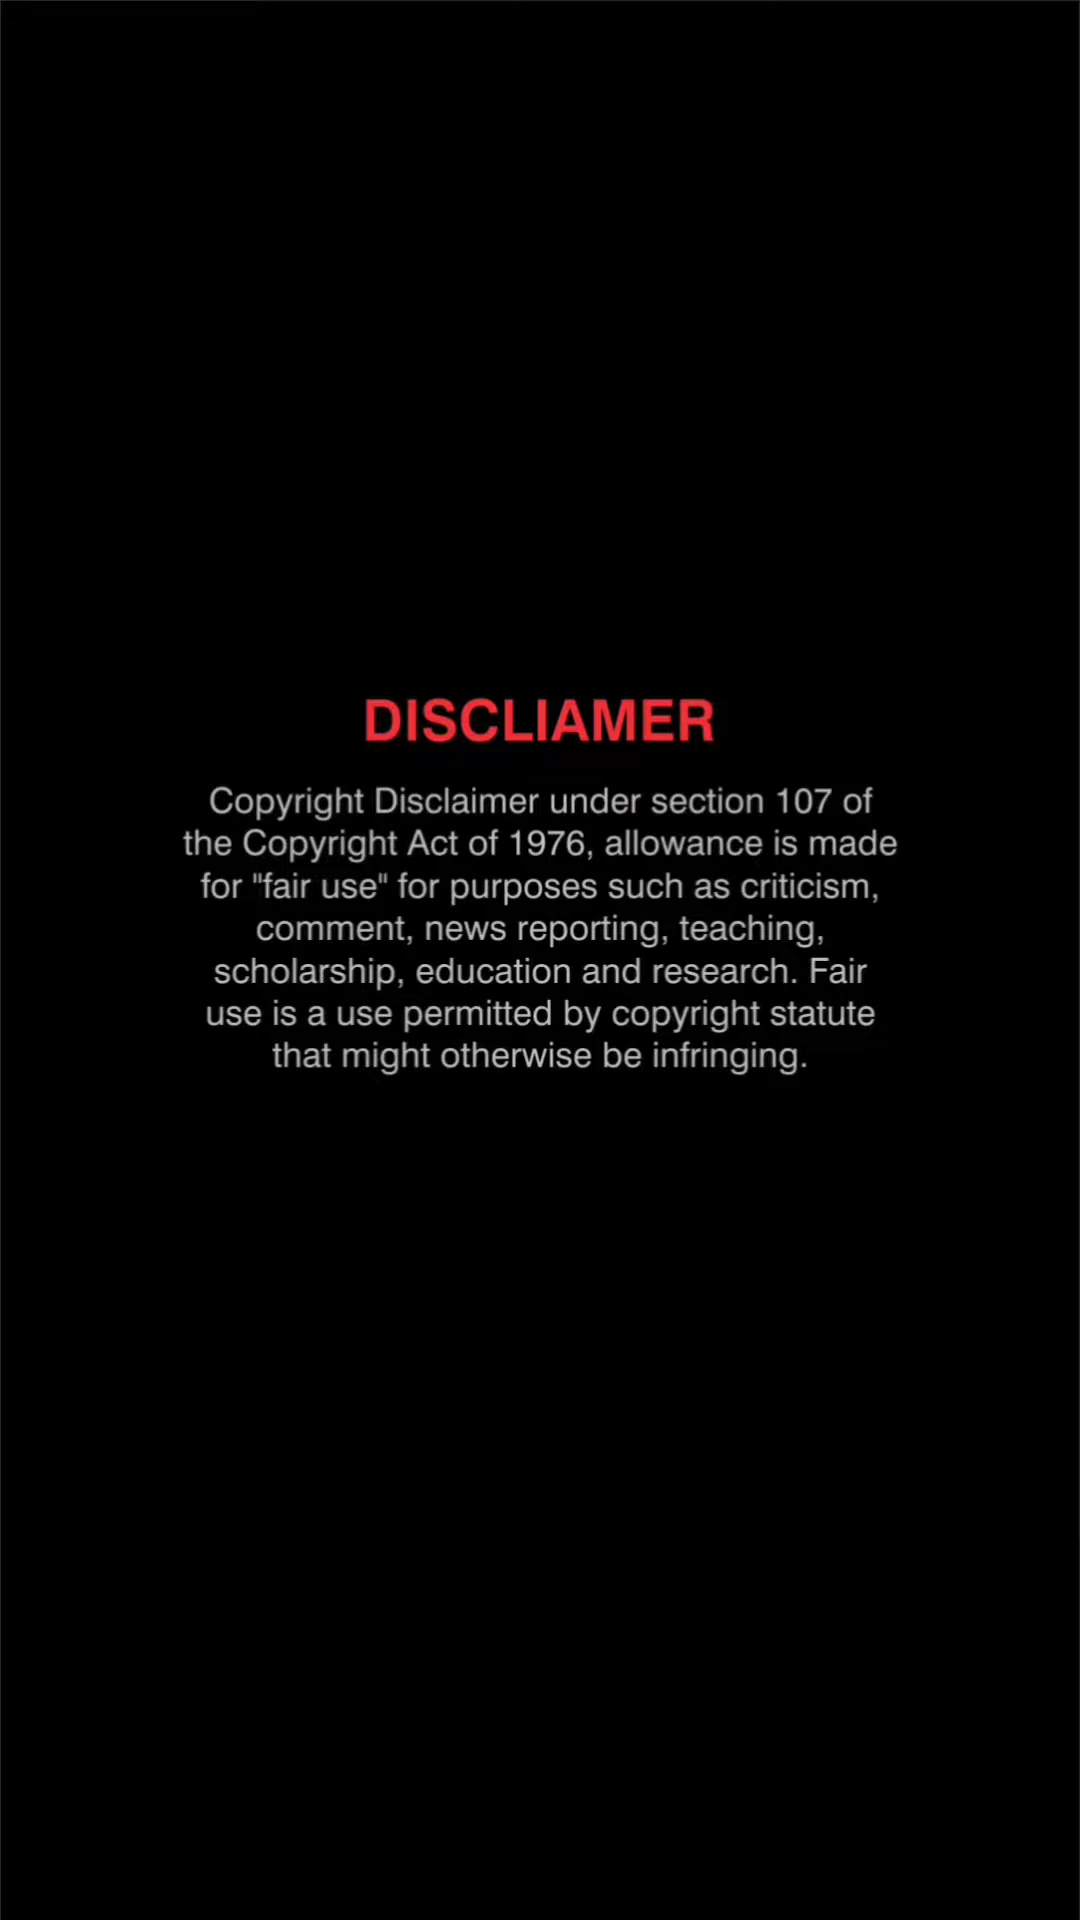 DISCLIAMER
Copyright Disclaimer under section 107 of
the Copyright Act of 1976, allowance is made
for "fair use" for purposes such as criticism,
comment, news reporting, teaching,
scholarship, education and research. Fair
use is a use permitted by copyright statute
that might otherwise be infringing.